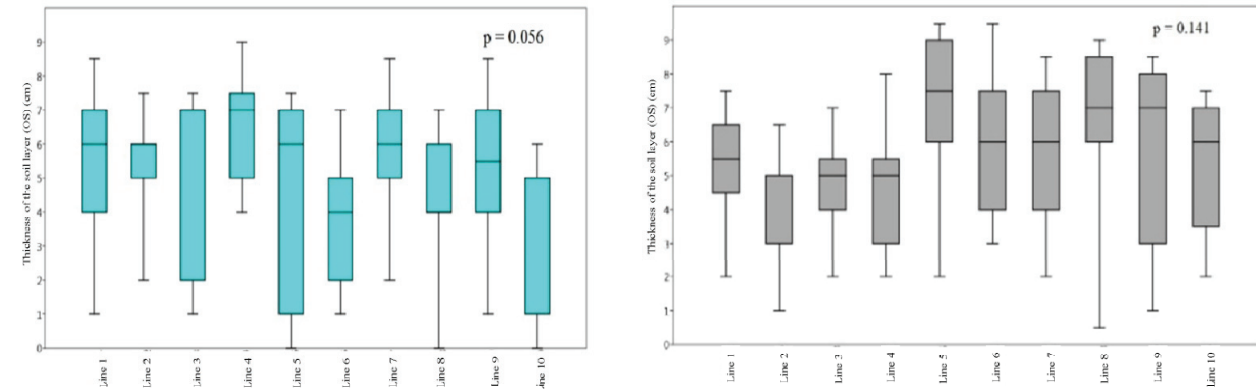 p = 0.056
Thickness of the soil layer (OS) (cm)
9
8
7
6
5
4
3
2
1
0
Line 1
Line 2
Line 3
Line 4
Line 5
Line 6
Line 7
Line 8
Line 9
Line 10
p = 0.141
Thickness of the soil layer (OS) (cm)
9
8
7
6
5
4
3
2
1
0
Line 1
Line 2
Line 3
Line 4
Line 5
Line 6
Line 7
Line 8
Line 9
Line 10